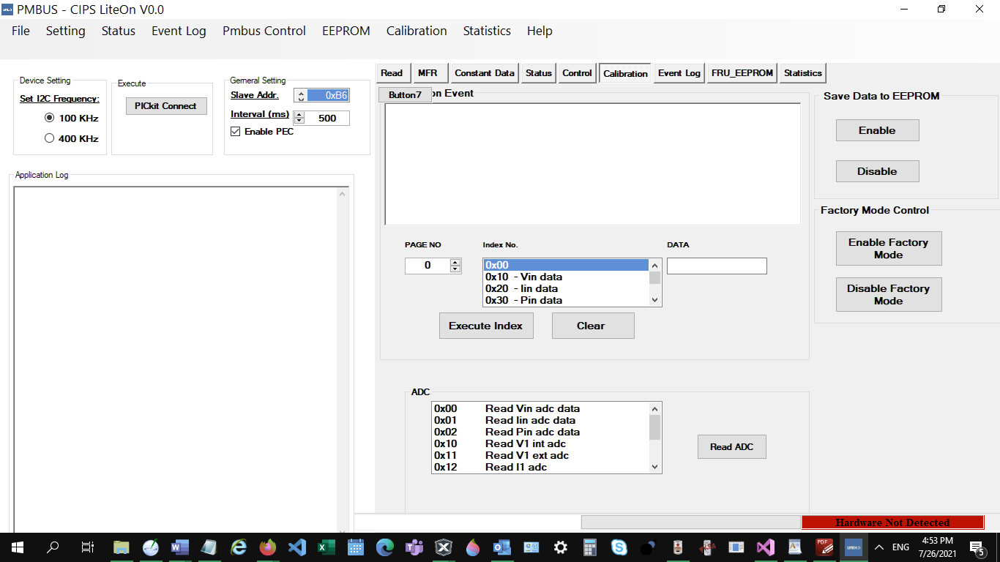 PMBUS - CIPS LiteOn V0.0
File Setting Status Event Log Pmbus Control EEPROM Calibration Statistics Help
Device Setting
Set I2C Frequency:
100 KHz
400 KHz
Execute
PICkit Connect
Gemeral Setting
Slave Addr. 0xB6
Interval (ms) 500
Enable PEC
Application Log
Read MFR Constant Data Status Control Calibration Event Log FRU_EEPROM Statistics
Button7 on Event
PAGE NO Index No. DATA
0
0x00
0x10 - Vin data
0x20 - Iin data
0x30 - Pin data
Execute Index Clear
ADC
0x00 Read Vin adc data
0x01 Read Iin adc data
0x02 Read Pin adc data
0x10 Read V1 int adc
0x11 Read V1 ext adc
0x12 Read I1 adc
Read ADC
Save Data to EEPROM
Enable
Disable
Factory Mode Control
Enable Factory
Mode
Disable Factory
Mode
Hardware Not Detected
ENG
4:53 PM
7/26/2021
5